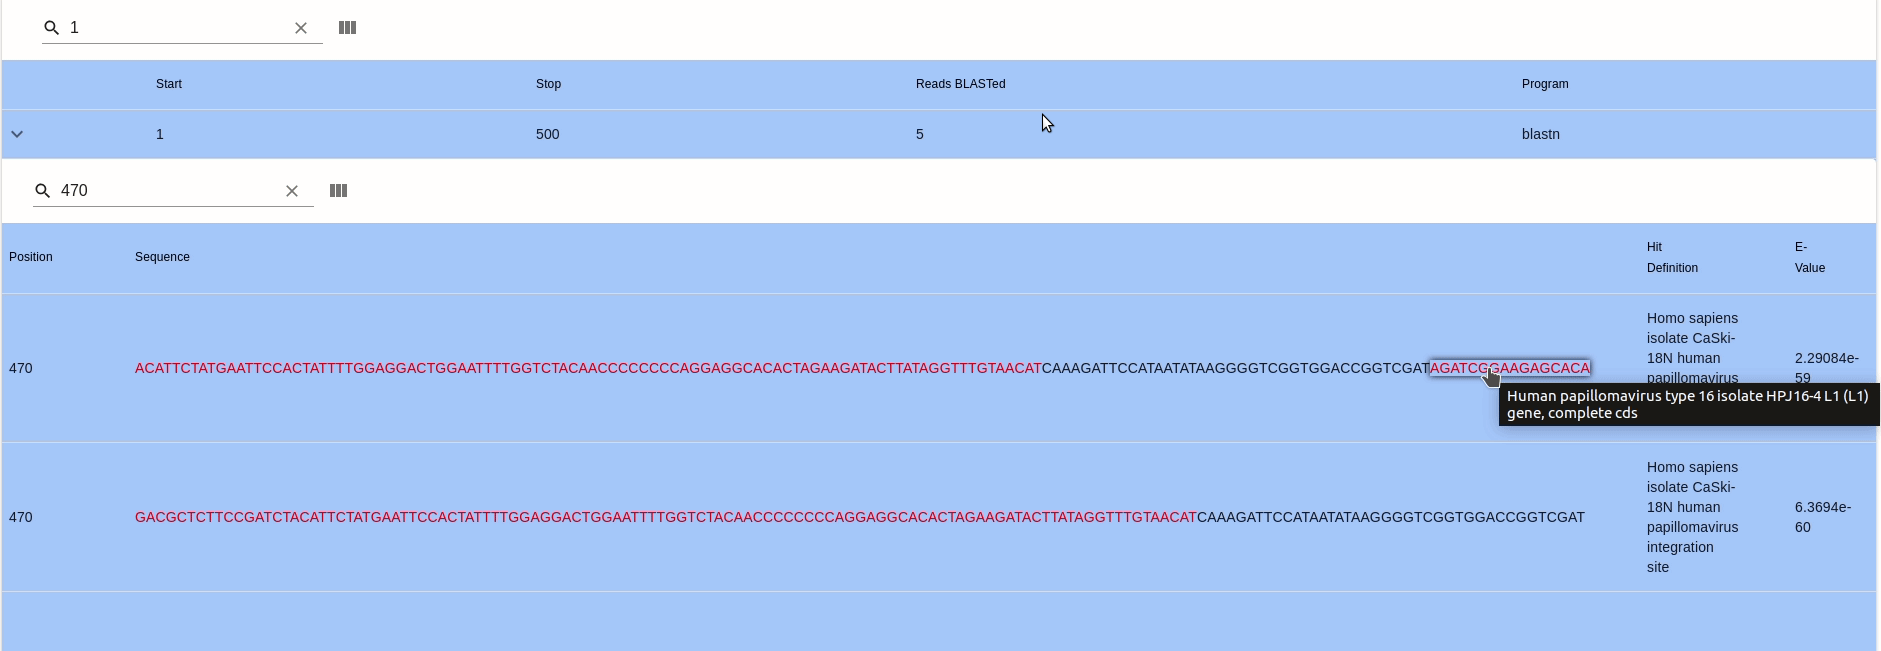 1
Start Stop Reads BLASTed Program
1 500 5 blastn
470
Position Sequence Hit Definition E-Value
470 ACATTCTATGAATTCCACTATTTTGGAGGACTGGAATTTTGGTCTACAACCCCCCCCAGGAGGCACACTAGAAGATACTTATAGGTTTGTAACATCAAAGATTCCATAATATAAGGGGTCGGTGGACCGGTCGATAGATCGGAAGAGCACA
Homo sapiens
isolate CaSki-
18N human
papillomavirus
2.29084e-
59
Human papillomavirus type 16 isolate HPJ16-4 L1 (L1)
gene, complete cds
470 GACGCTCTTCCGATCTACATTCTATGAATTCCACTATTTTGGAGGACTGGAATTTTGGTCTACAACCCCCCCCAGGAGGCACACTAGAAGATACTTATAGGTTTGTAACATCAAAGATTCCATAATATAAGGGGTCGGTGGACCGGTCGAT
Homo sapiens
isolate CaSki-
18N human
papillomavirus
integration
site
6.3694e-
60